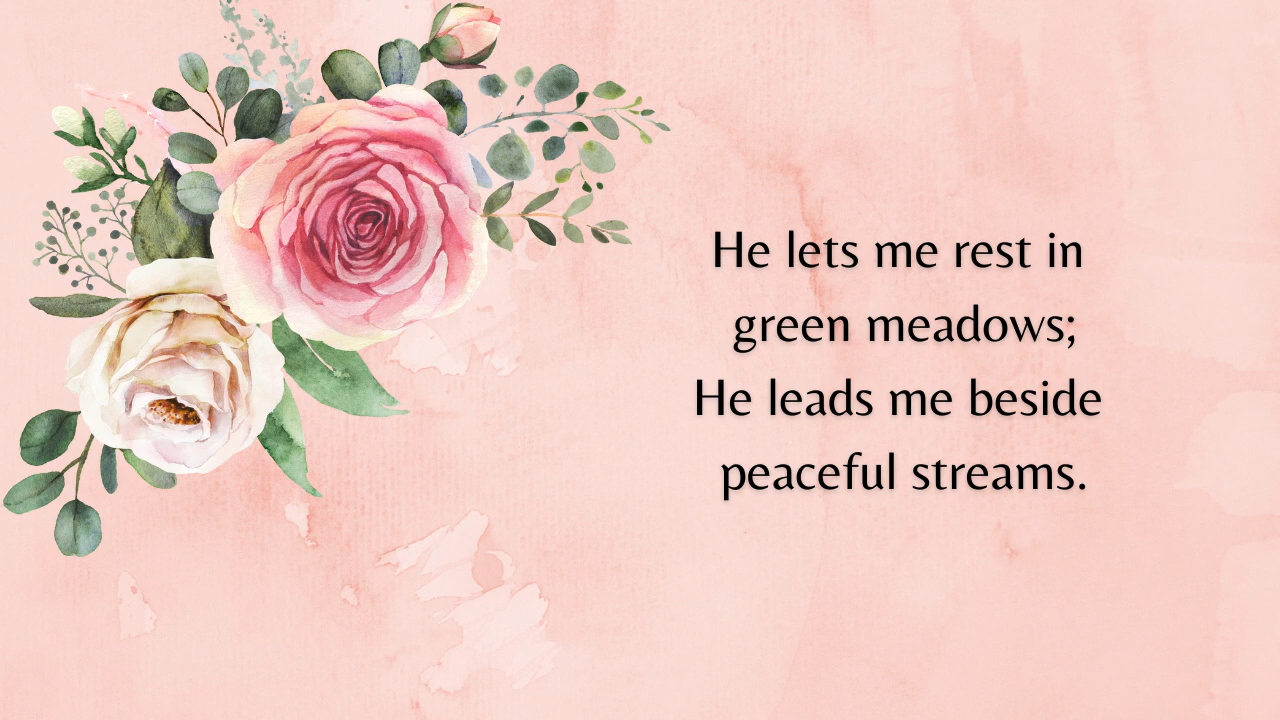 He lets me rest in
green meadows;
He leads me beside
peaceful streams.